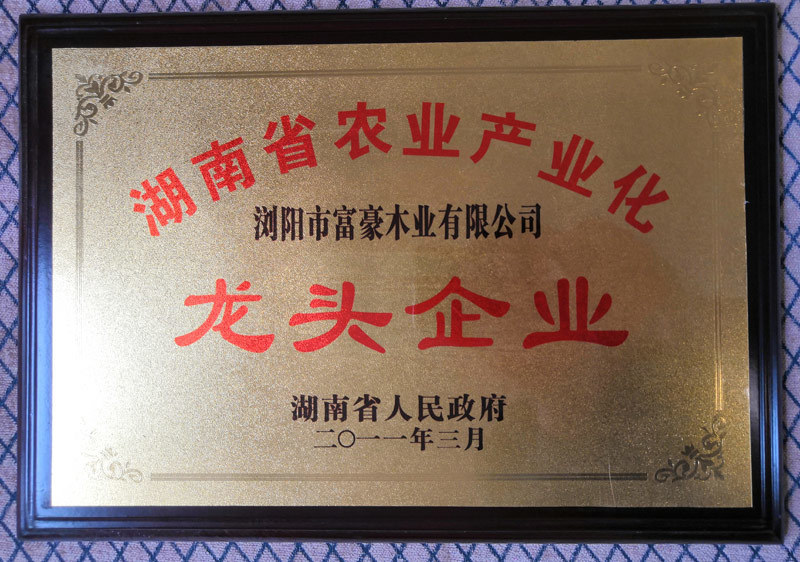 湖南省农业产业化
浏阳市富豪木业有限公司
龙头企业
湖南省人民政府
二〇一一年三月